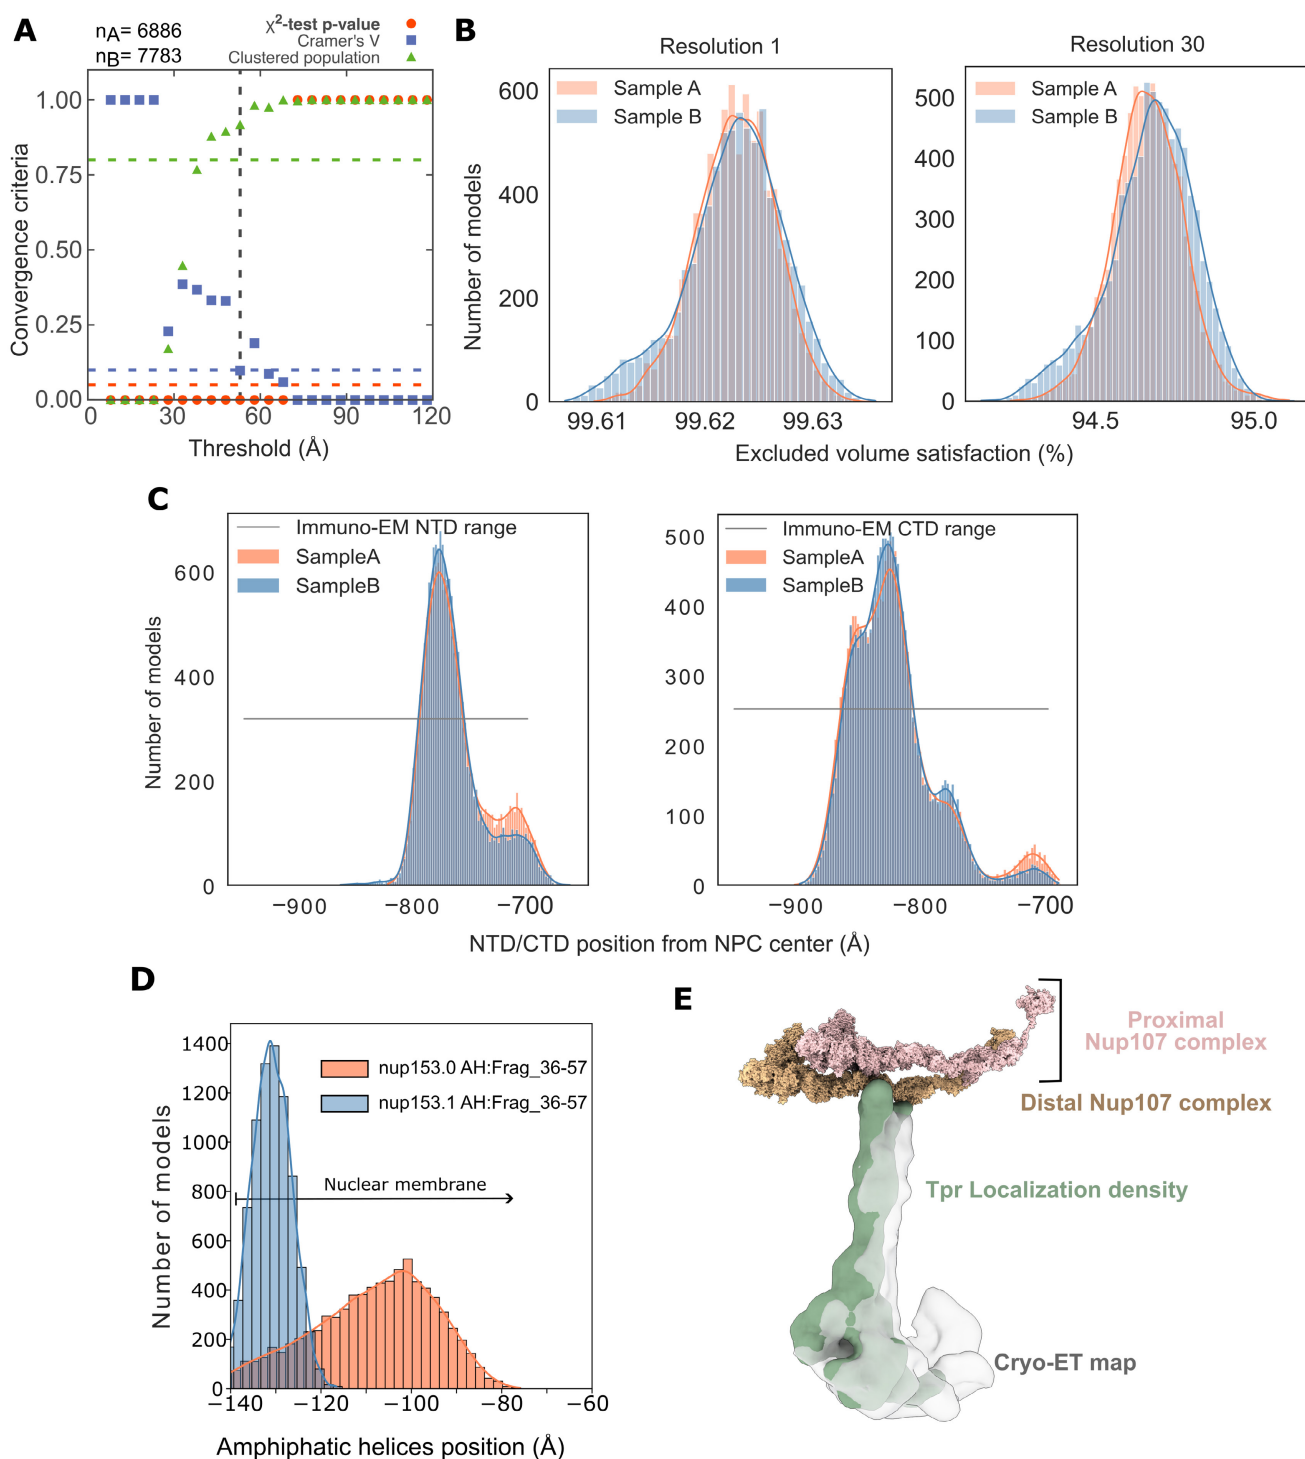 A
nA= 6886
nB= 7783
χ2-test p-value
Cramer's V
Clustered population
1.00
0.75
0.50
0.25
0.00
Convergence criteria
0 30 60 90 120
Threshold (Å)
B
Resolution 1
Sample A
Sample B
600
400
200
0
Number of models
99.61 99.62 99.63
Resolution 30
Sample A
Sample B
500
400
300
200
100
0
94.5 95.0
Excluded volume satisfaction (%)
C
Immuno-EM NTD range
SampleA
SampleB
600
400
200
0
Number of models
−900 −800 −700
Immuno-EM CTD range
SampleA
SampleB
500
400
300
200
100
0
−900 −800 −700
NTD/CTD position from NPC center (Å)
D
1400
1200
1000
800
600
400
200
0
Number of models
nup153.0 AH:Frag_36-57
nup153.1 AH:Frag_36-57
Nuclear membrane
−140 −120 −100 −80 −60
Amphiphatic helices position (Å)
E
Proximal
Nup107 complex
Distal Nup107 complex
Tpr Localization density
Cryo-ET map